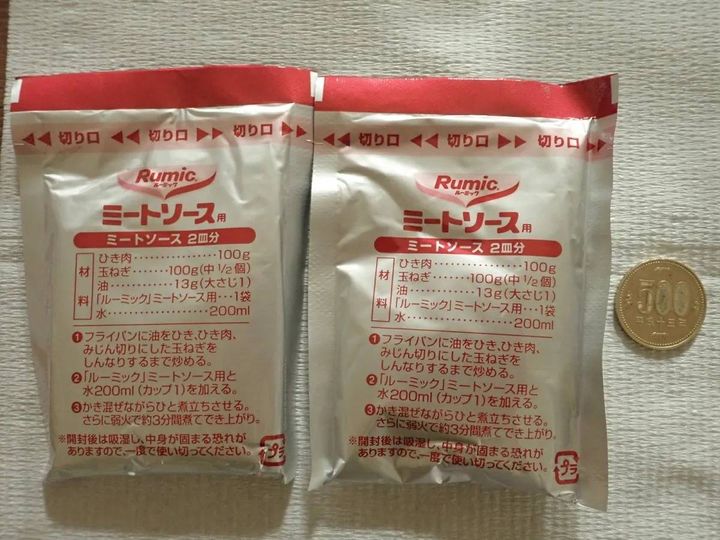 ◀◀ 切り口 ◀◀ 切り口 ▶▶ 切り口 ▶▶
Rumic
ルーミック
ミートソース用
ミートソース 2皿分
材料
ひき肉・・・・・・・・・・・・・・・100g
玉ねぎ・・・・・・100g(中1/2個)
油・・・・・・・・・13g(大さじ1)
「ルーミック」ミートソース用・・・1袋
水・・・・・・・・・・・・・・・・・200ml
❶フライパンに油をひき、ひき肉、
みじん切りにした玉ねぎを
しんなりするまで炒める。
❷「ルーミック」ミートソース用と
水200ml(カップ1)を加える。
❸かき混ぜながらひと煮立ちさせる。
さらに弱火で約3分間煮てでき上がり。
※開封後は吸湿し、中身が固まる恐れが
ありますので、一度で使い切ってください。
プラ
◀◀ 切り口 ◀◀ 切り口 ▶▶ 切り口 ▶▶
Rumic
ルーミック
ミートソース用
ミートソース 2皿分
材料
ひき肉・・・・・・・・・・・・・・・100g
玉ねぎ・・・・・・100g(中1/2個)
油・・・・・・・・・13g(大さじ1)
「ルーミック」ミートソース用・・・1袋
水・・・・・・・・・・・・・・・・・200ml
❶フライパンに油をひき、ひき肉、
みじん切りにした玉ねぎを
しんなりするまで炒める。
❷「ルーミック」ミートソース用と
水200ml(カップ1)を加える。
❸かき混ぜながらひと煮立ちさせる。
さらに弱火で約3分間煮てでき上がり。
※開封後は吸湿し、中身が固まる恐れが
ありますので、一度で使い切ってください。
プラ
500